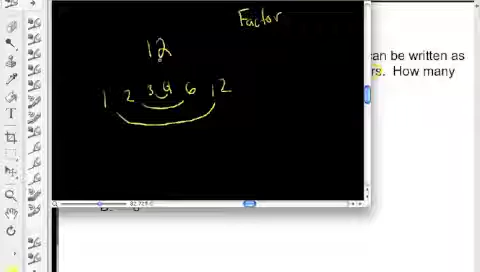 Factor
12
can be written as
rs. How many
1 2 3 4 6 12